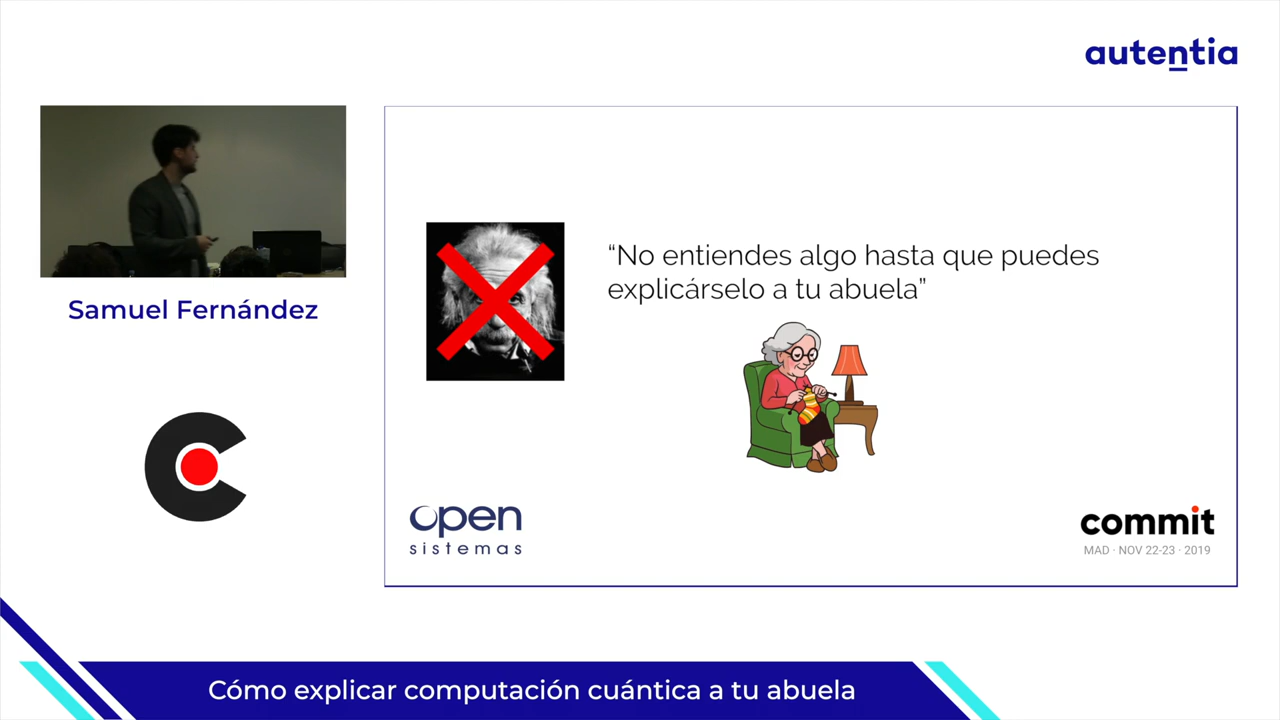 autentia
Samuel Fernández
“No entiendes algo hasta que puedes
explicárselo a tu abuela”
open
sistemas
commit
MAD · NOV 22-23 · 2019
Cómo explicar computación cuántica a tu abuela